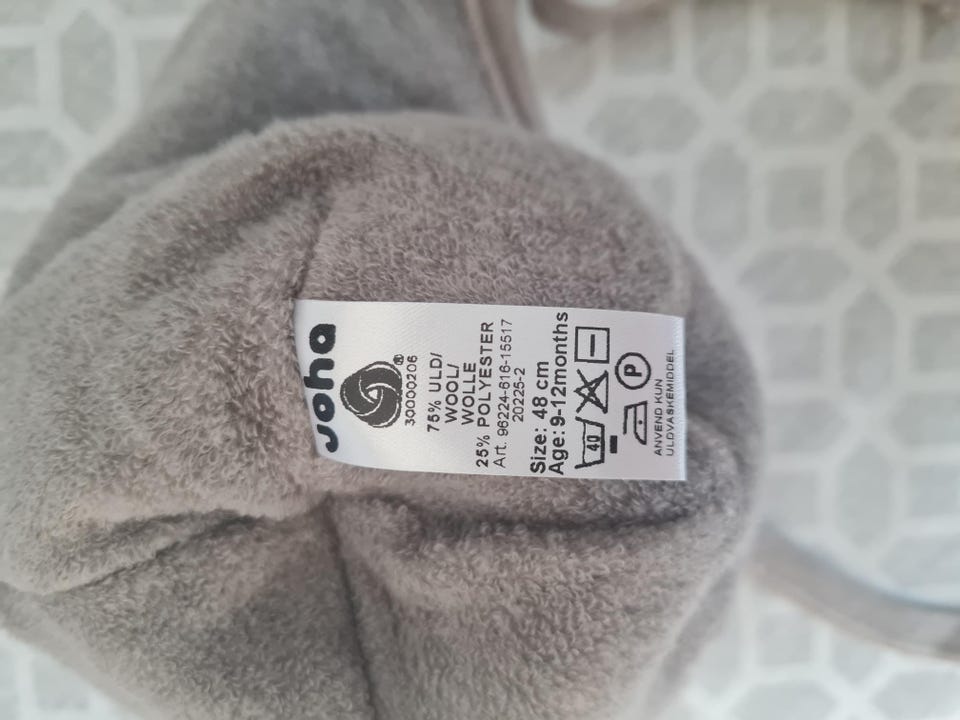 Joha
®
30000206
75% ULD/
WOOL/
WOLLE
25% POLYESTER
Art. 96224-616-15517
20225-2
Size: 48 cm
Age: 9-12months
40
P
ANVEND KUN
ULDVASKEMIDDEL